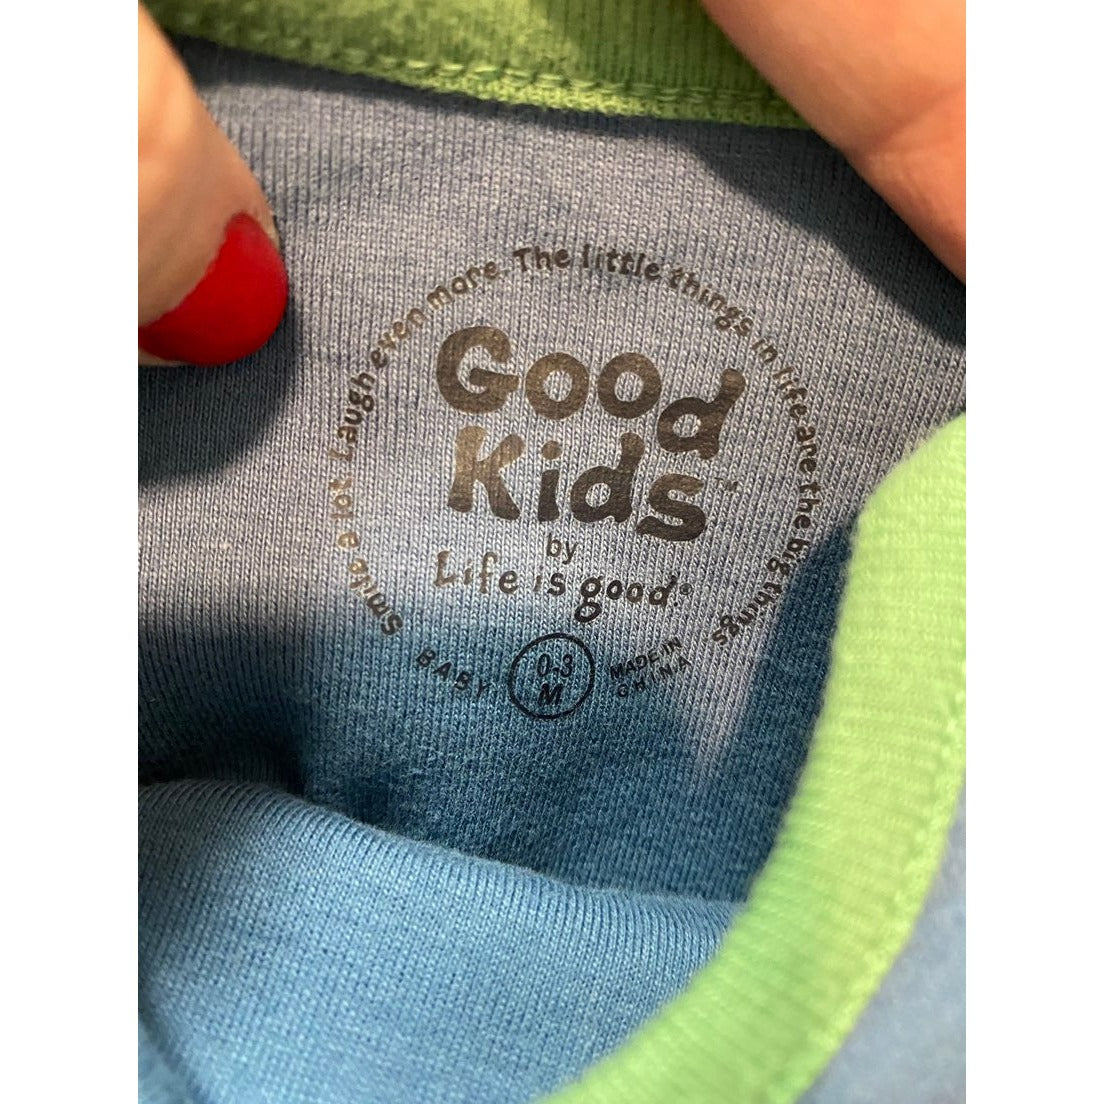 Smile a lot. Laugh even more. The little things in life are the big things
Good
Kids™
by
Life is good®
BABY
0-3
M
MADE IN
CHINA